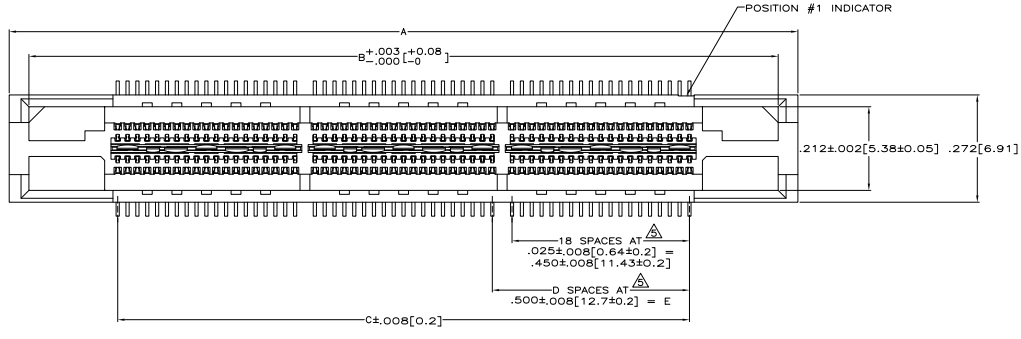 POSITION #1 INDICATOR
A
B +.003 -.000 [ +0.08 -0 ]
.212±.002[5.38±0.05] .272[6.91]
18 SPACES AT 5
.025±.008[0.64±0.2] =
.450±.008[11.43±0.2]
D SPACES AT 5
.500±.008[12.7±0.2] = E
C±.008[0.2]